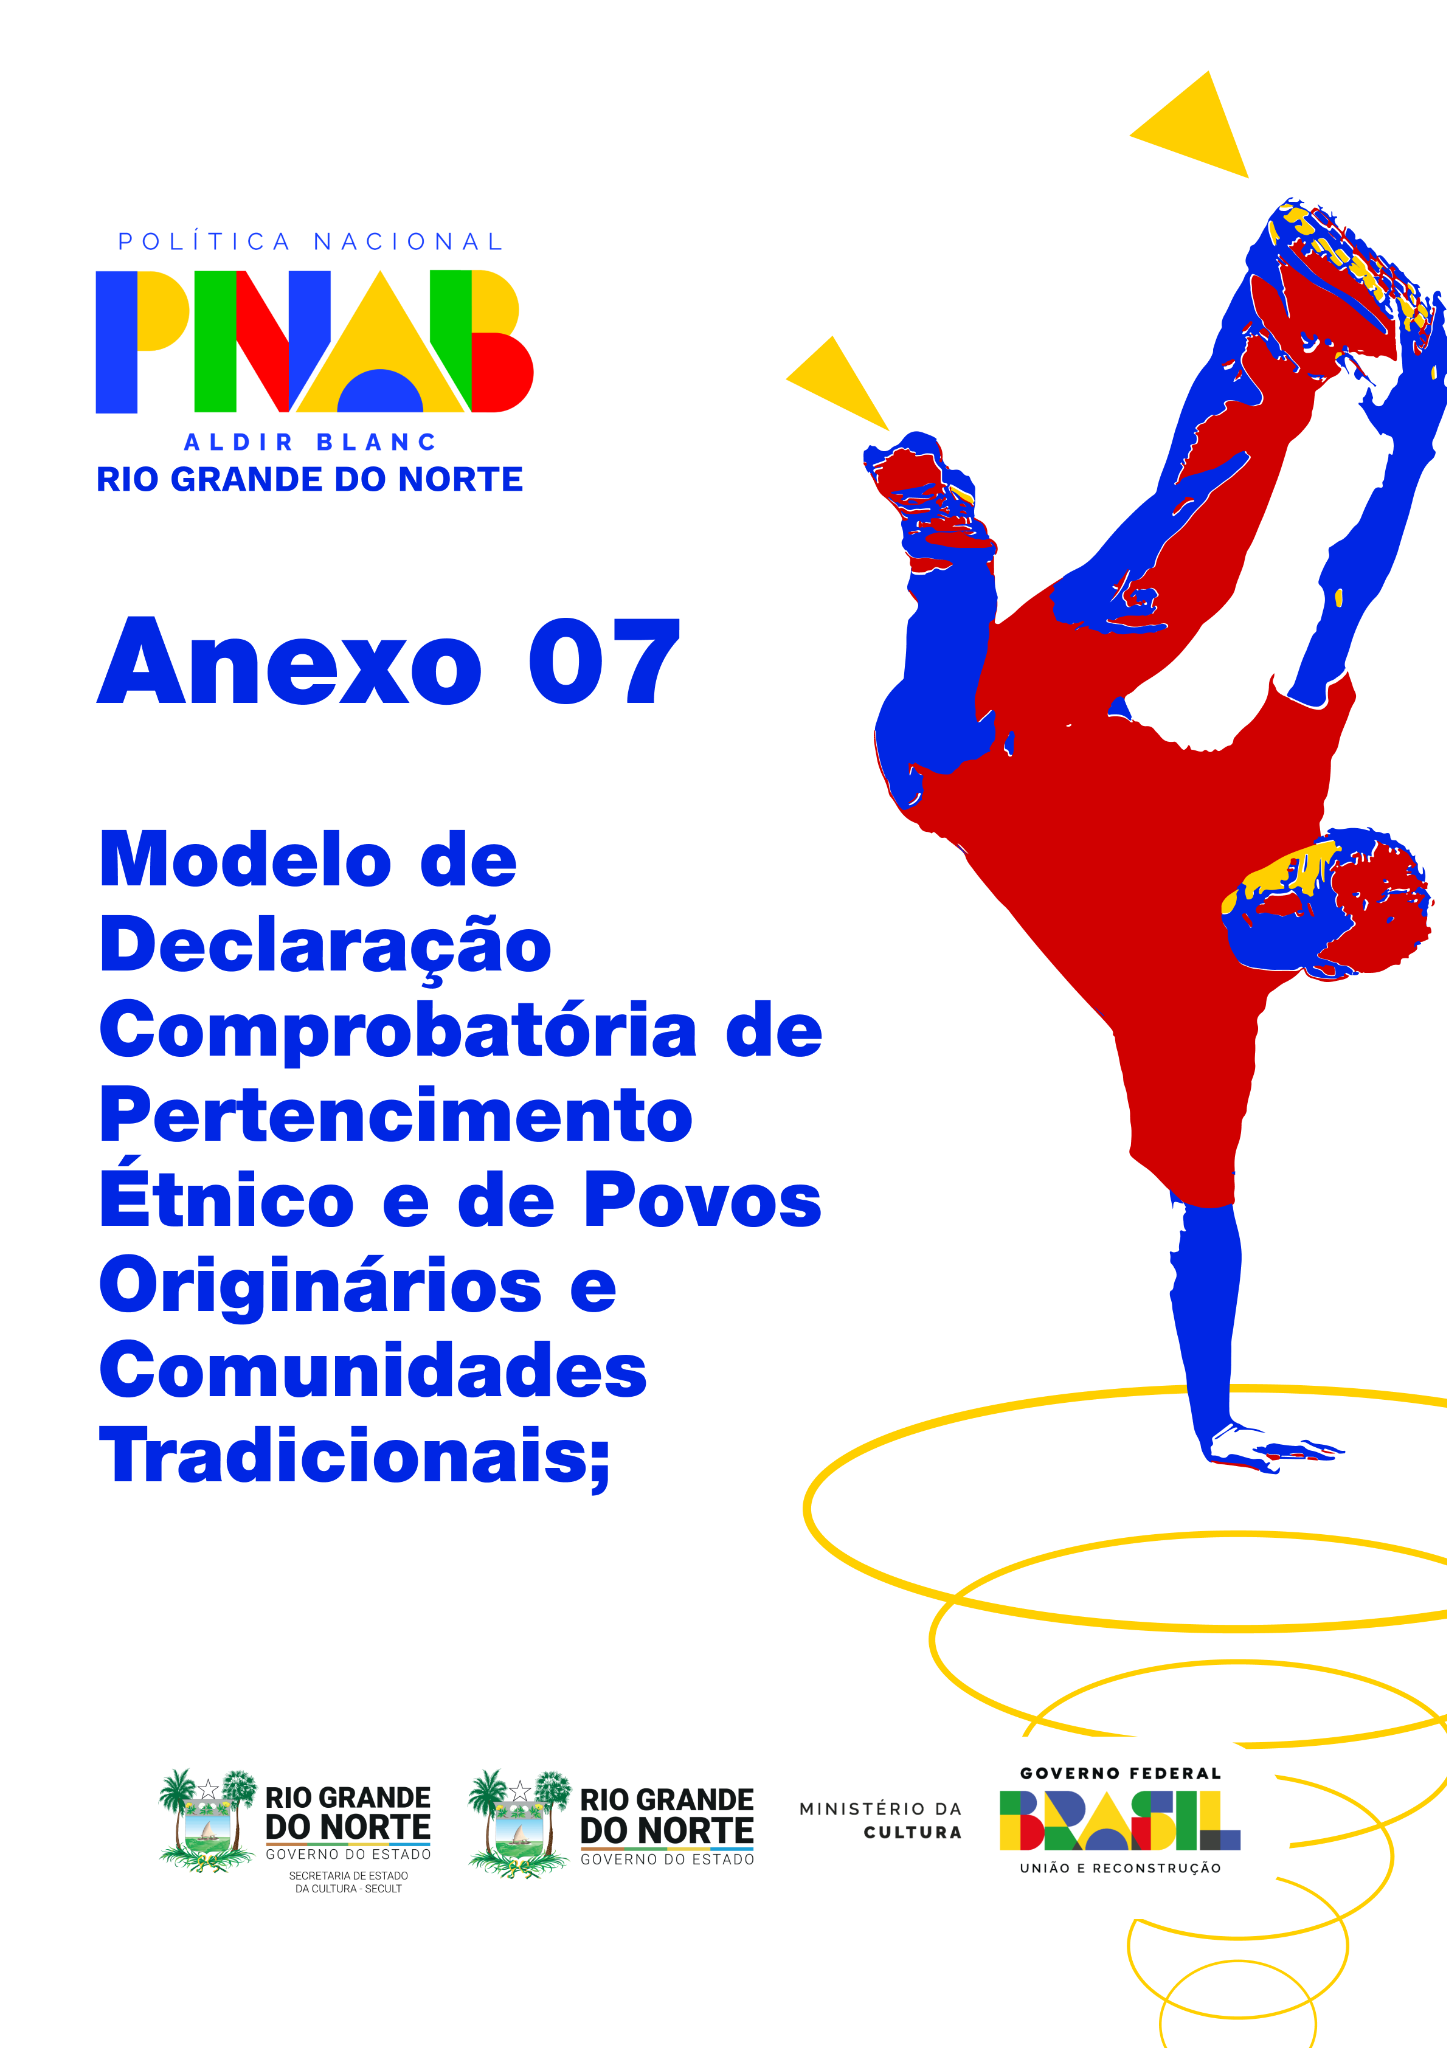 POLÍTICA NACIONAL
PNAB
ALDIR BLANC
RIO GRANDE DO NORTE
Anexo 07
Modelo de
Declaração
Comprobatória de
Pertencimento
Étnico e de Povos
Originários e
Comunidades
Tradicionais;
RIO GRANDE
DO NORTE
GOVERNO DO ESTADO
SECRETARIA DE ESTADO
DA CULTURA - SECULT
RIO GRANDE
DO NORTE
GOVERNO DO ESTADO
MINISTÉRIO DA
CULTURA
GOVERNO FEDERAL
BRASIL
UNIÃO E RECONSTRUÇÃO